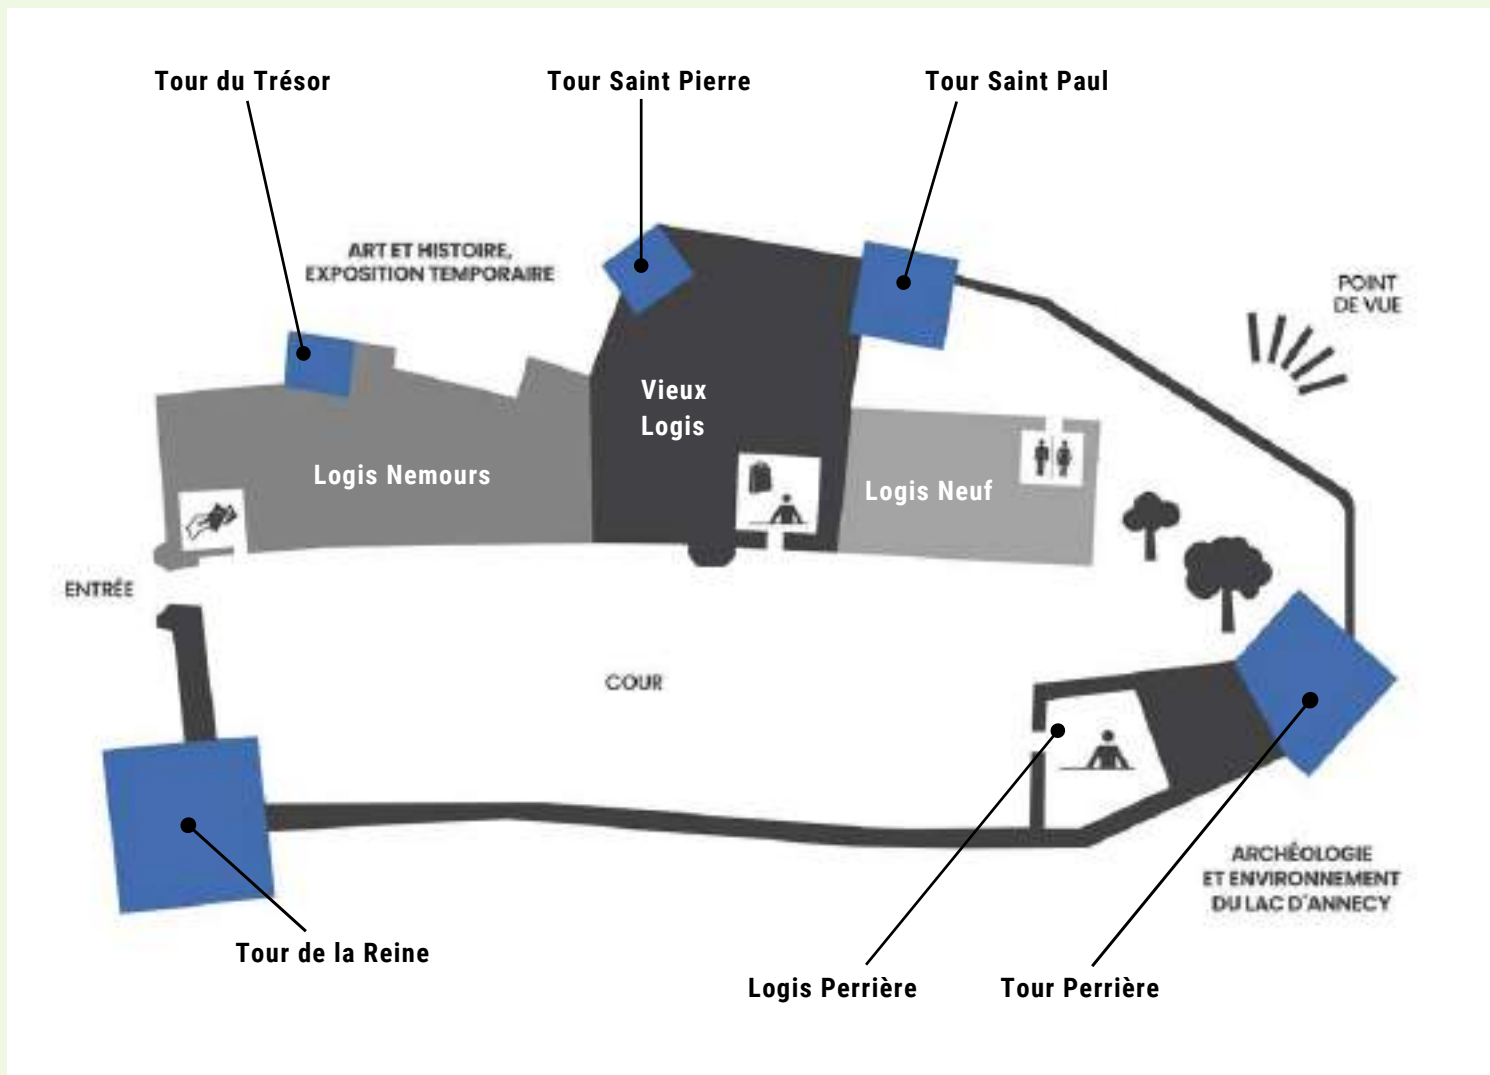 Tour du Trésor
Tour Saint Pierre
Tour Saint Paul
ART ET HISTOIRE,
EXPOSITION TEMPORAIRE
POINT
DE VUE
Vieux
Logis
Logis Nemours
Logis Neuf
ENTRÉE
COUR
ARCHÉOLOGIE
ET ENVIRONNEMENT
DU LAC D'ANNECY
Tour de la Reine
Logis Perrière
Tour Perrière